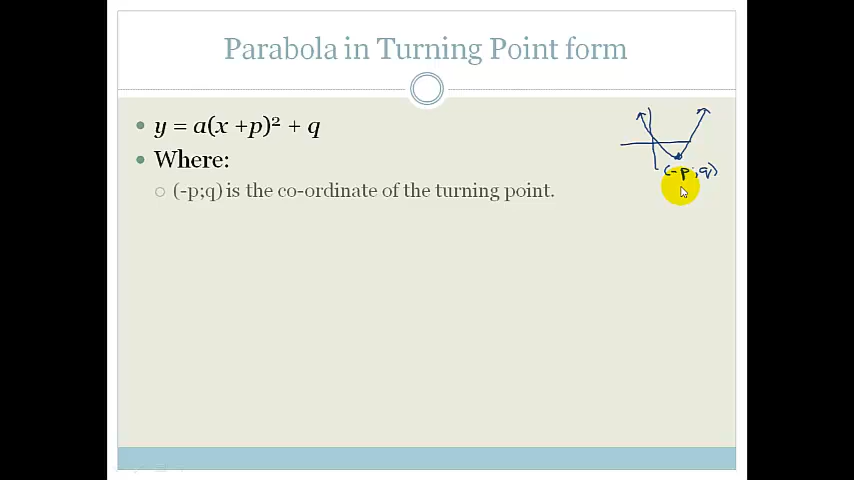 Parabola in Turning Point form
y = a(x +p)² + q
Where:
(-p;q) is the co-ordinate of the turning point.
(-p;q)